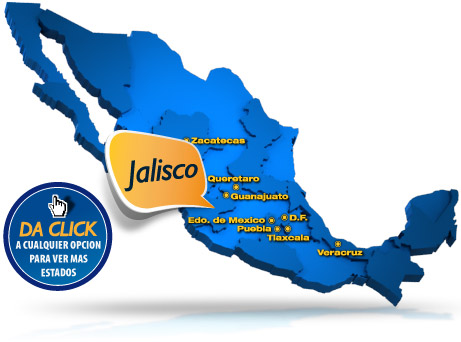 Zacatecas
Jalisco
Queretaro
Guanajuato
Edo. de Mexico
D.F.
Puebla
Tlaxcala
Veracruz
DA CLICK
A CUALQUIER OPCION
PARA VER MAS
ESTADOS